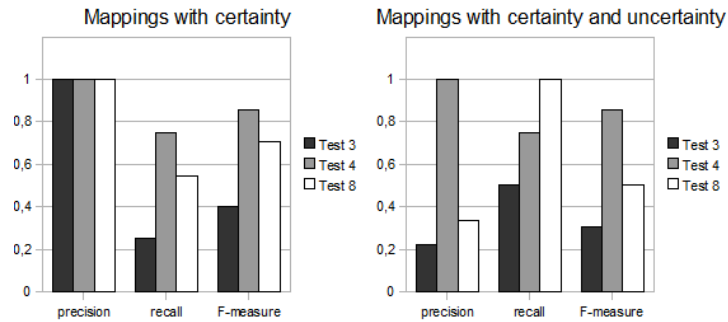 Mappings with certainty
1
0,8
0,6
0,4
0,2
0
precision recall F-measure
Test 3
Test 4
Test 8
Mappings with certainty and uncertainty
1
0,8
0,6
0,4
0,2
0
precision recall F-measure
Test 3
Test 4
Test 8